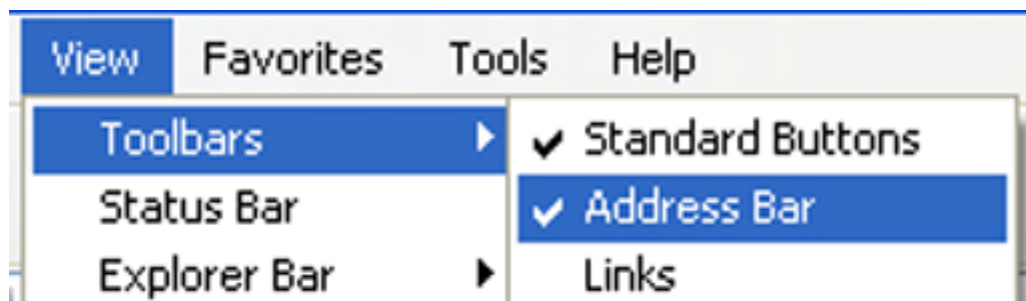 View Favorites Tools Help
Toolbars Standard Buttons
Status Bar Address Bar
Explorer Bar Links